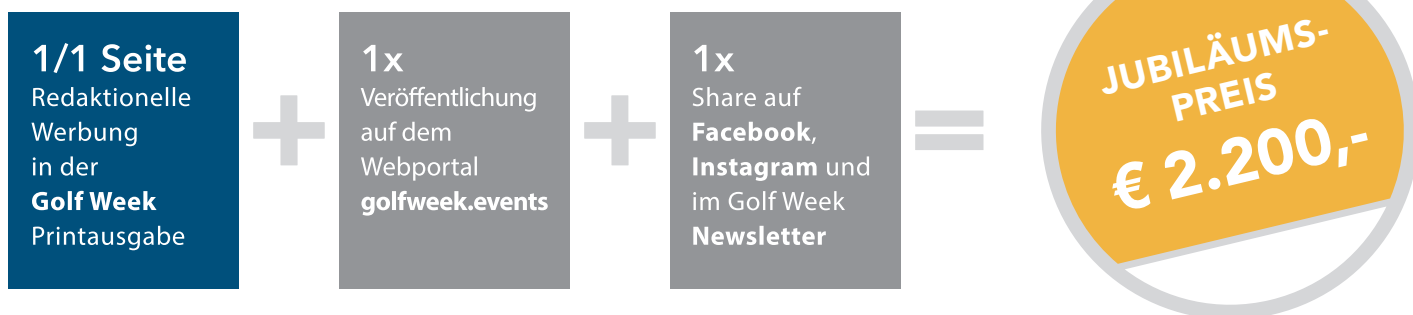 1/1 Seite
Redaktionelle
Werbung
in der
Golf Week
Printausgabe
+
1x
Veröffentlichung
auf dem
Webportal
golfweek.events
+
1x
Share auf
Facebook,
Instagram und
im Golf Week
Newsletter
=
JUBILÄUMS-
PREIS
€ 2.200,-